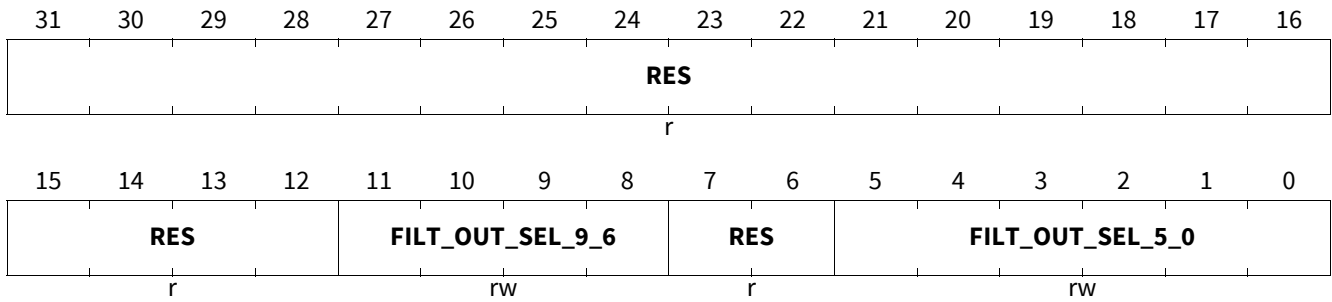 31 30 29 28 27 26 25 24 23 22 21 20 19 18 17 16
RES
r
15 14 13 12 11 10 9 8 7 6 5 4 3 2 1 0
RES FILT_OUT_SEL_9_6 RES FILT_OUT_SEL_5_0
r rw r rw